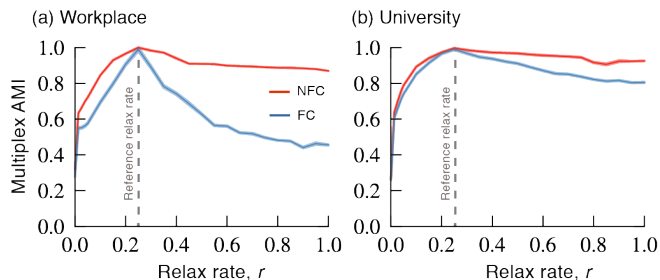 (a) Workplace
(b) University
Multiplex AMI
1.0
0.8
0.6
0.4
0.2
0.0
0.0
0.2
0.4
0.6
0.8
1.0
Reference relax rate
NFC
FC
Relax rate, r
1.0
0.8
0.6
0.4
0.2
0.0
0.0
0.2
0.4
0.6
0.8
1.0
Reference relax rate
Relax rate, r